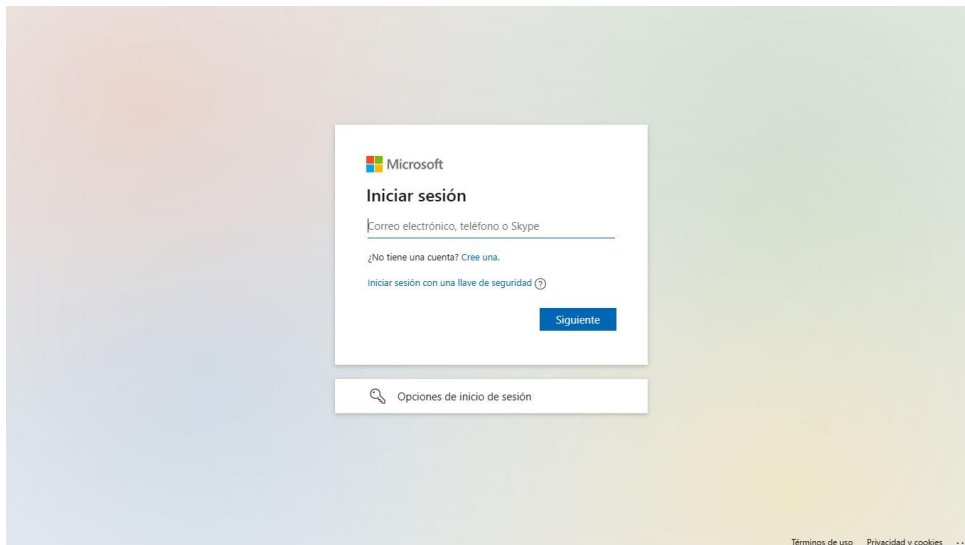 Microsoft
Iniciar sesión
Correo electrónico, teléfono o Skype
¿No tiene una cuenta? Cree una.
Iniciar sesión con una llave de seguridad ?
Siguiente
Opciones de inicio de sesión
Términos de uso Privacidad y cookies